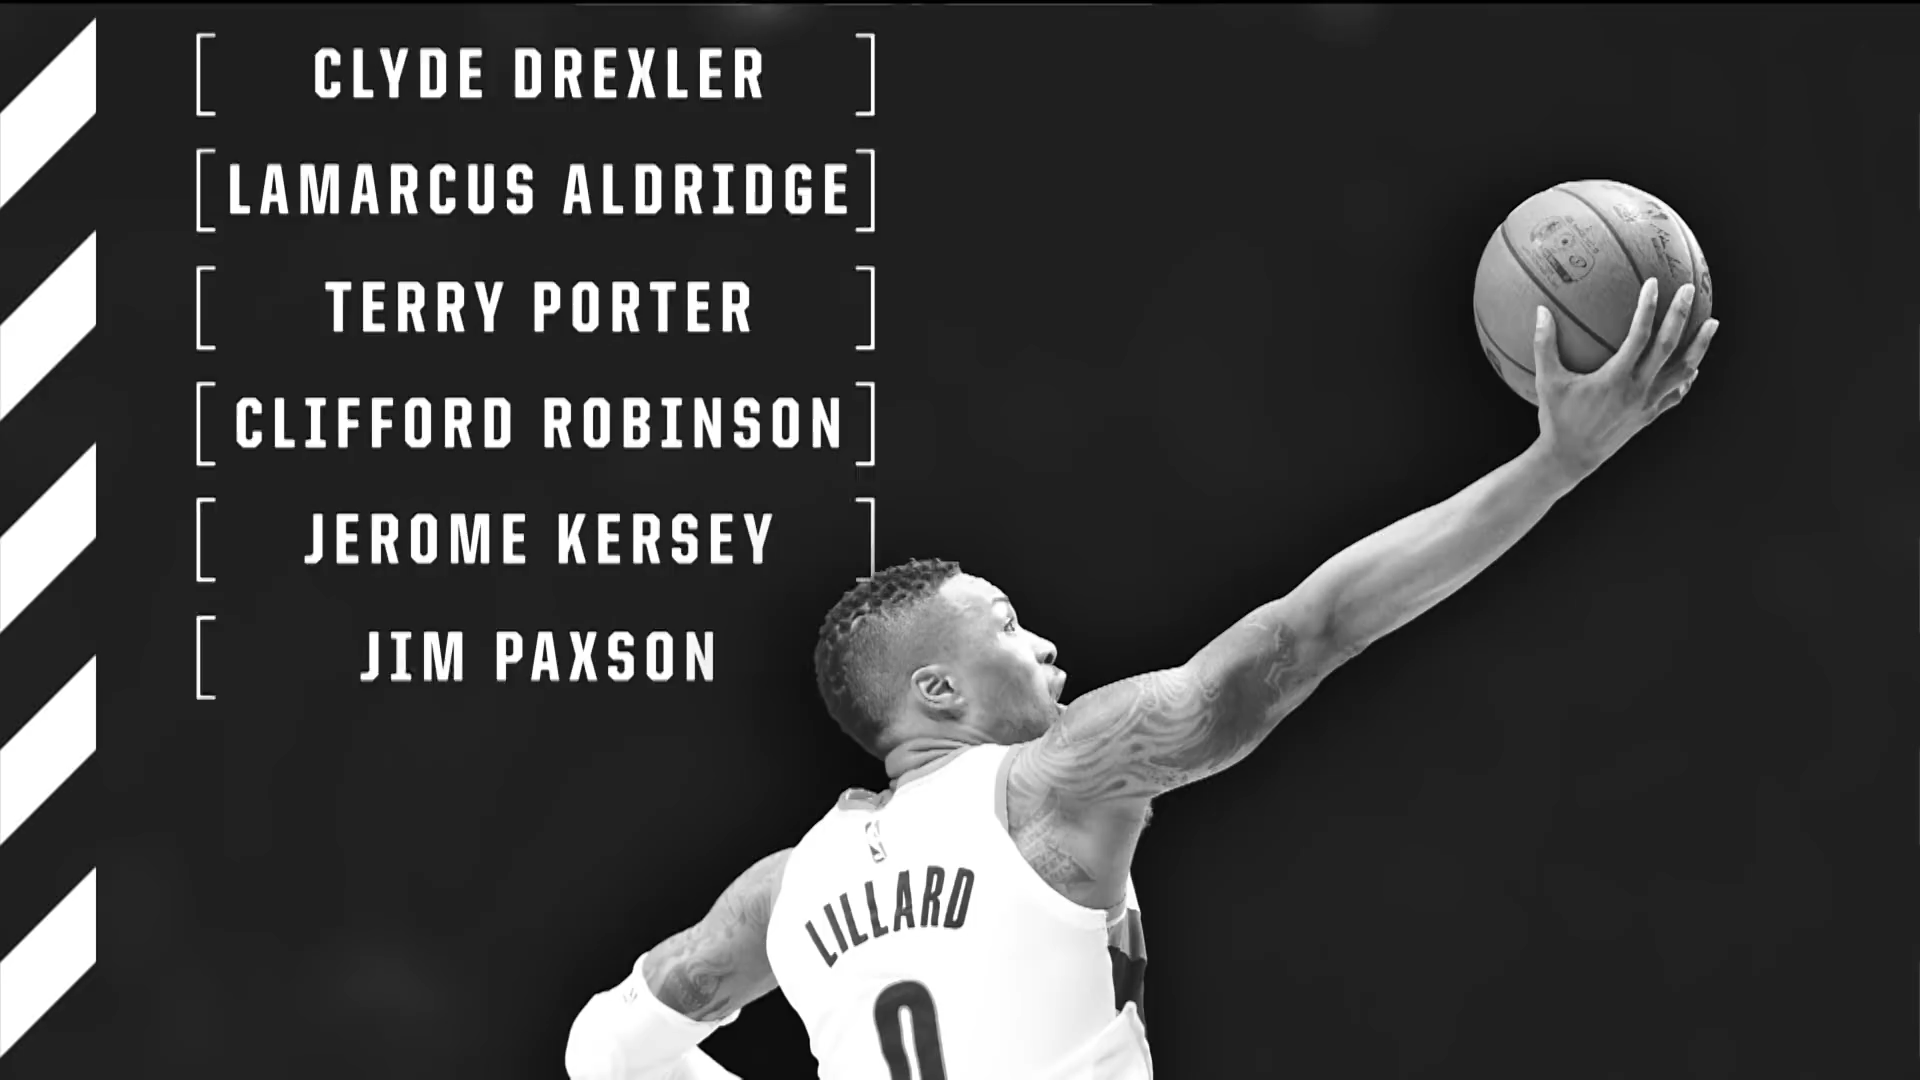 CLYDE DREXLER
LAMARCUS ALDRIDGE
TERRY PORTER
CLIFFORD ROBINSON
JEROME KERSEY
JIM PAXSON
LILLARD
0